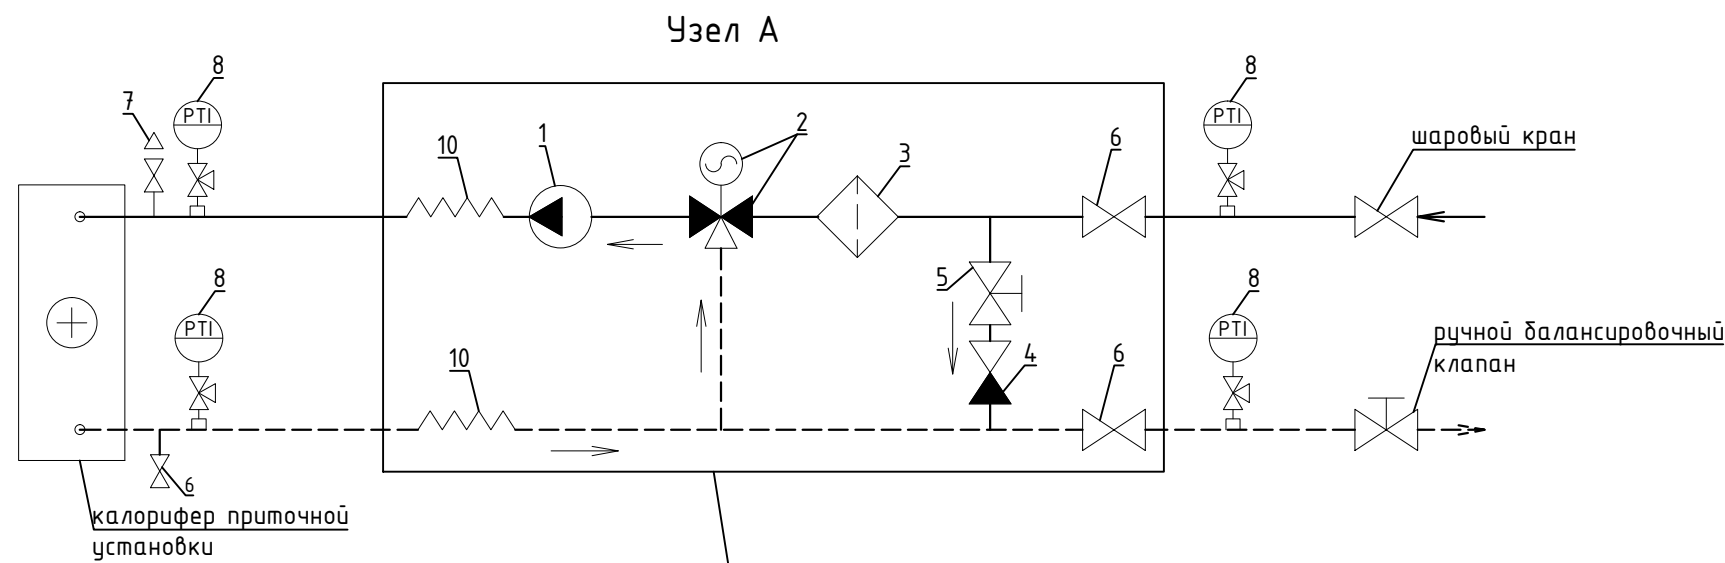 Узел А
8
8
7
PTI
PTI
2
1
6
шаровый кран
10
3
8
5
8
PTI
PTI
ручной балансировочный
10
4
6
клапан
6
калорифер приточной
установки